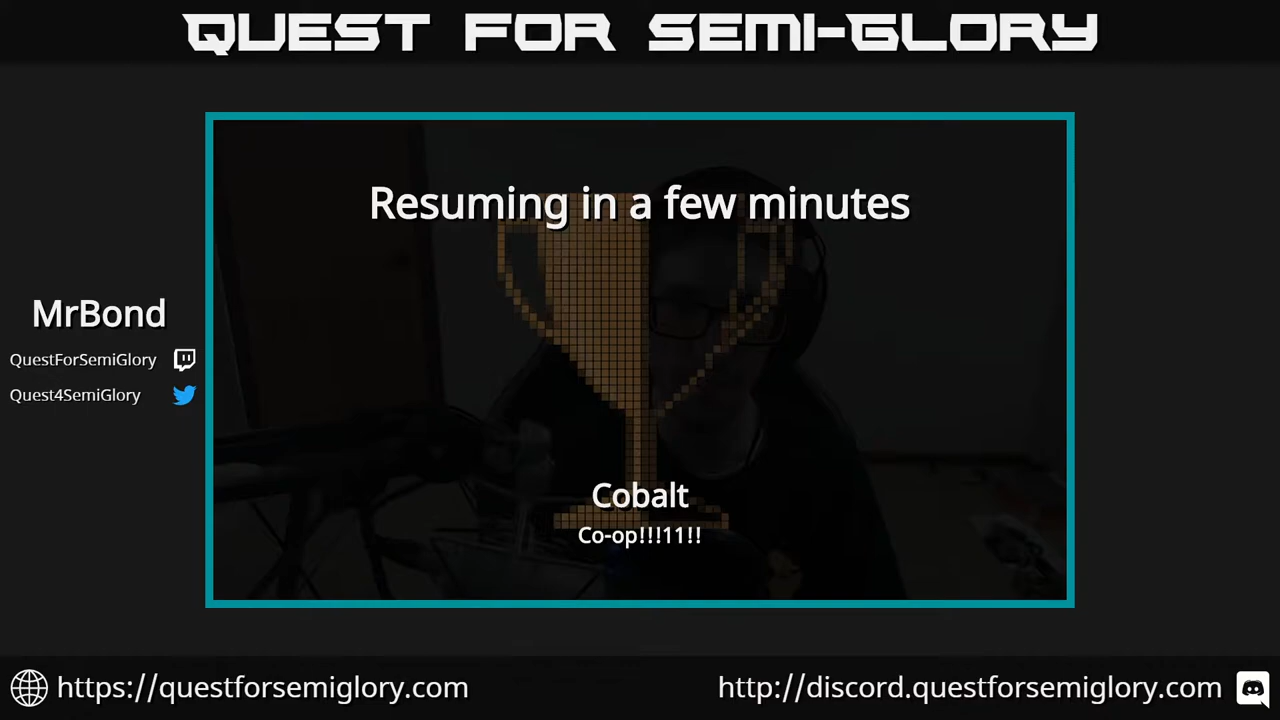 QUEST FOR SEMI-GLORY
Resuming in a few minutes
MrBond
QuestForSemiGlory
Quest4SemiGlory
Cobalt
Co-op!!!11!!
https://questforsemiglory.com
http://discord.questforsemiglory.com